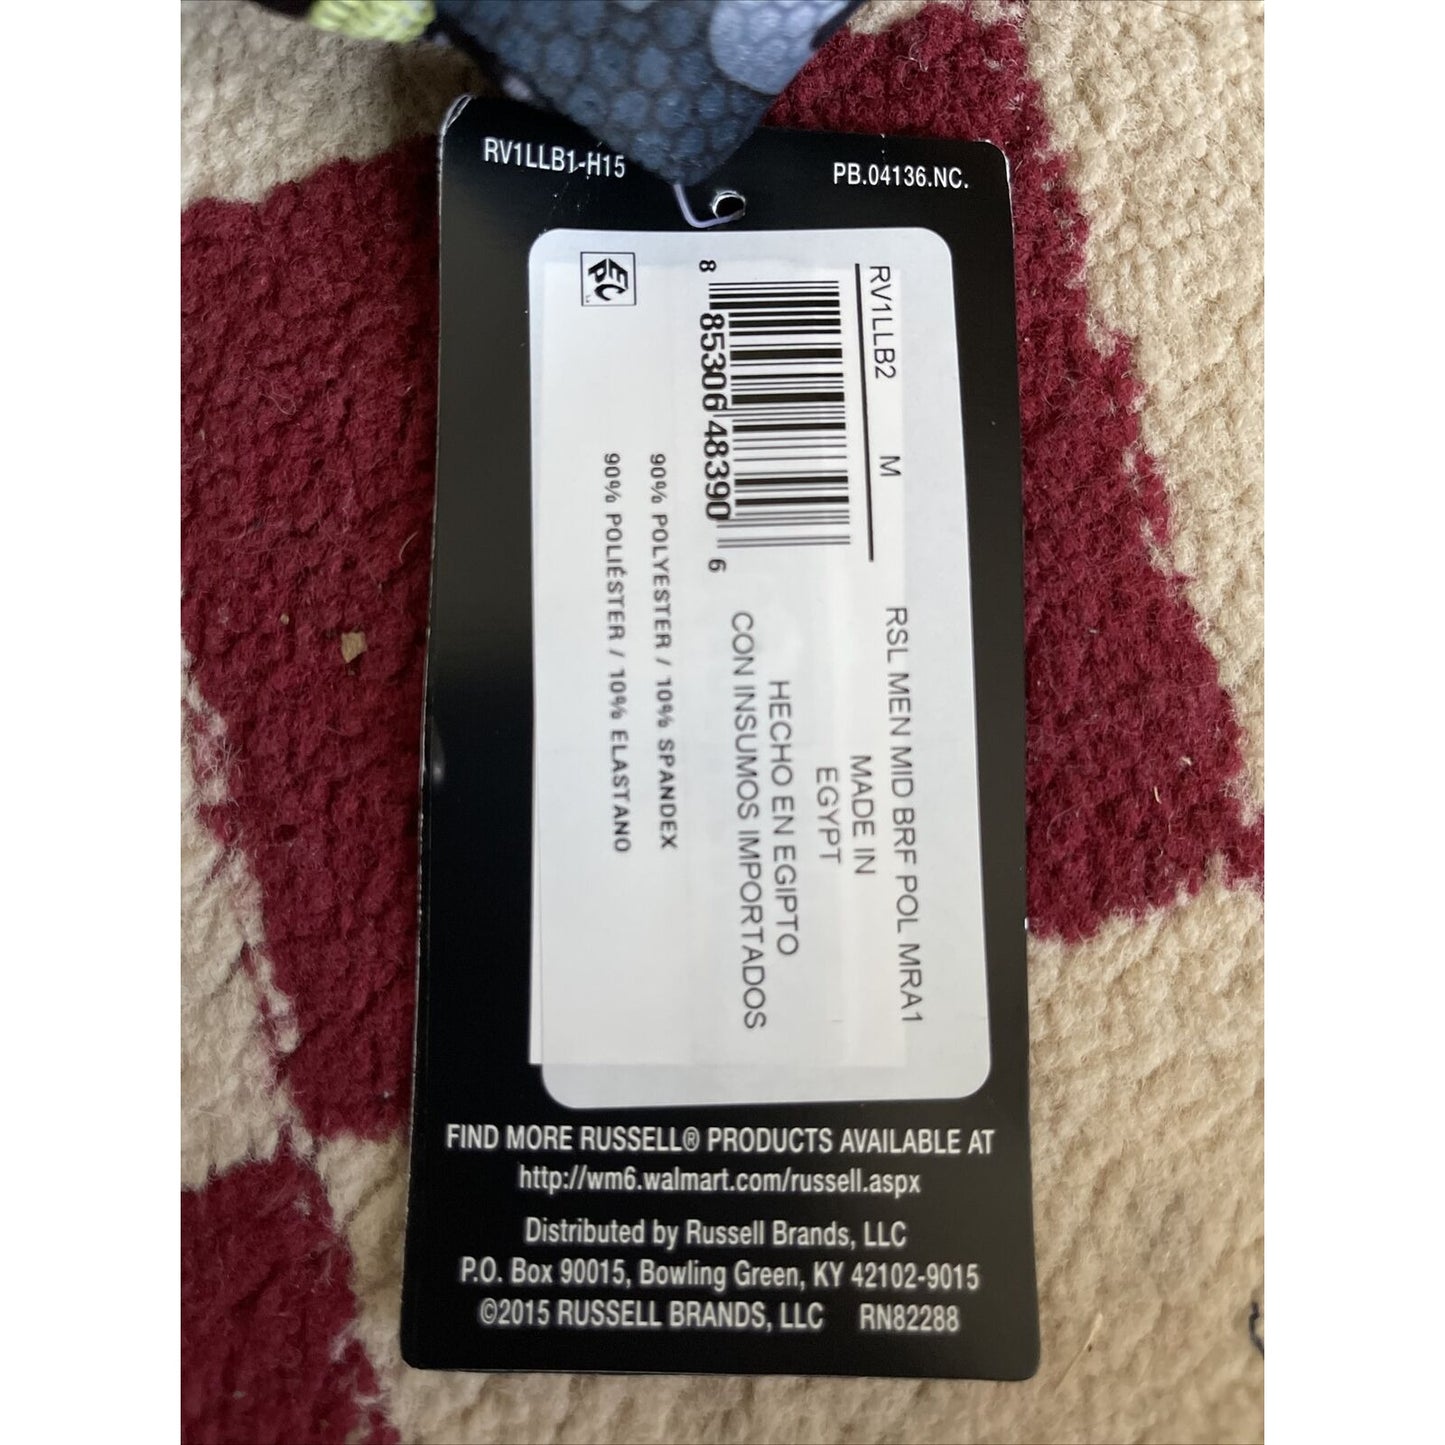 RV1LLB1-H15
PB.04136.NC.
RV1LLB2 M RSL MEN MID BRF POL MRA1
MADE IN
EGYPT
HECHO EN EGIPTO
CON INSUMOS IMPORTADOS
8 85306 48390 6
90% POLYESTER / 10% SPANDEX
90% POLIÉSTER / 10% ELASTANO
EPC
FIND MORE RUSSELL® PRODUCTS AVAILABLE AT
http://wm6.walmart.com/russell.aspx
Distributed by Russell Brands, LLC
P.O. Box 90015, Bowling Green, KY 42102-9015
©2015 RUSSELL BRANDS, LLC RN82288